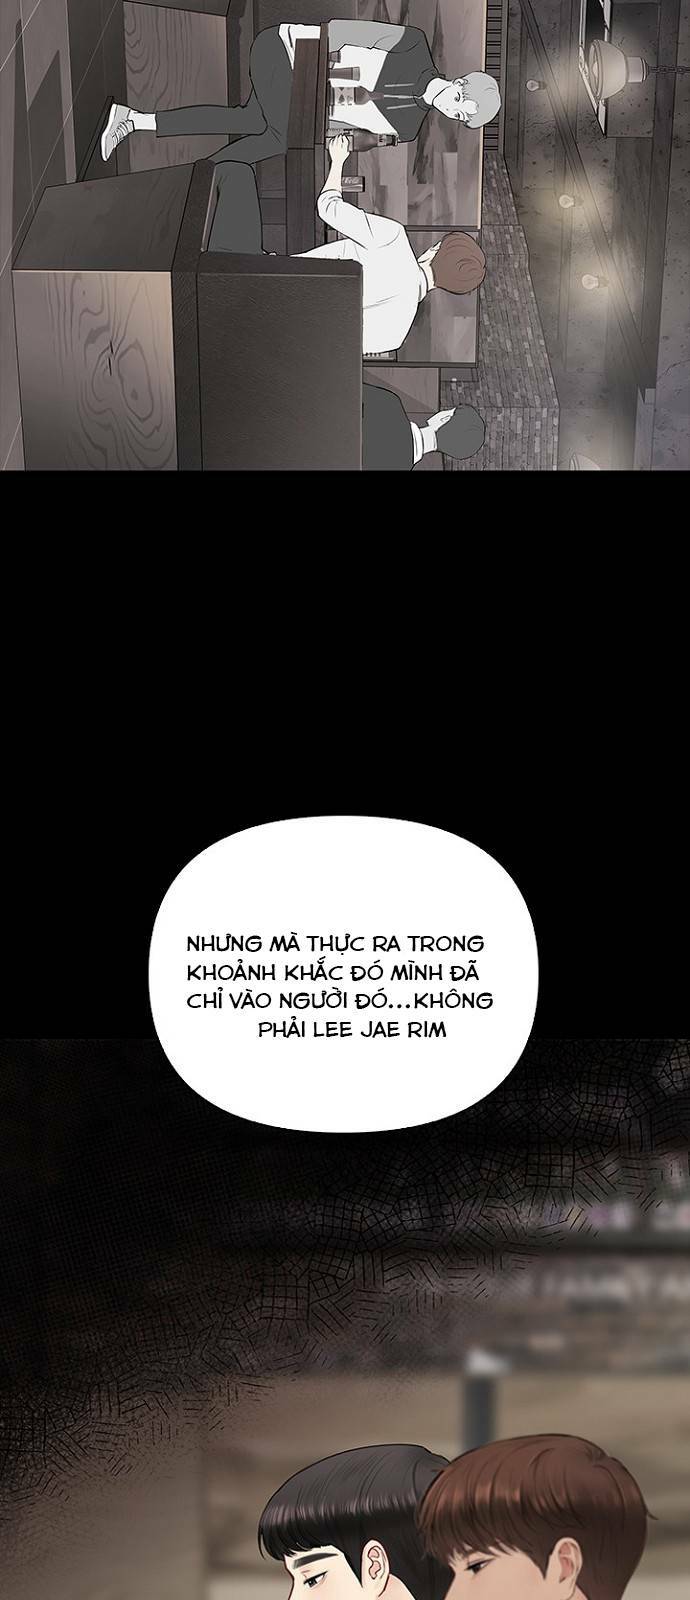 NHƯNG MÀ THỰC RA TRONG
KHOẢNH KHẮC ĐÓ MÌNH ĐÃ
CHỈ VÀO NGƯỜI ĐÓ...KHÔNG
PHẢI LEE JAE RIM
FAMILY